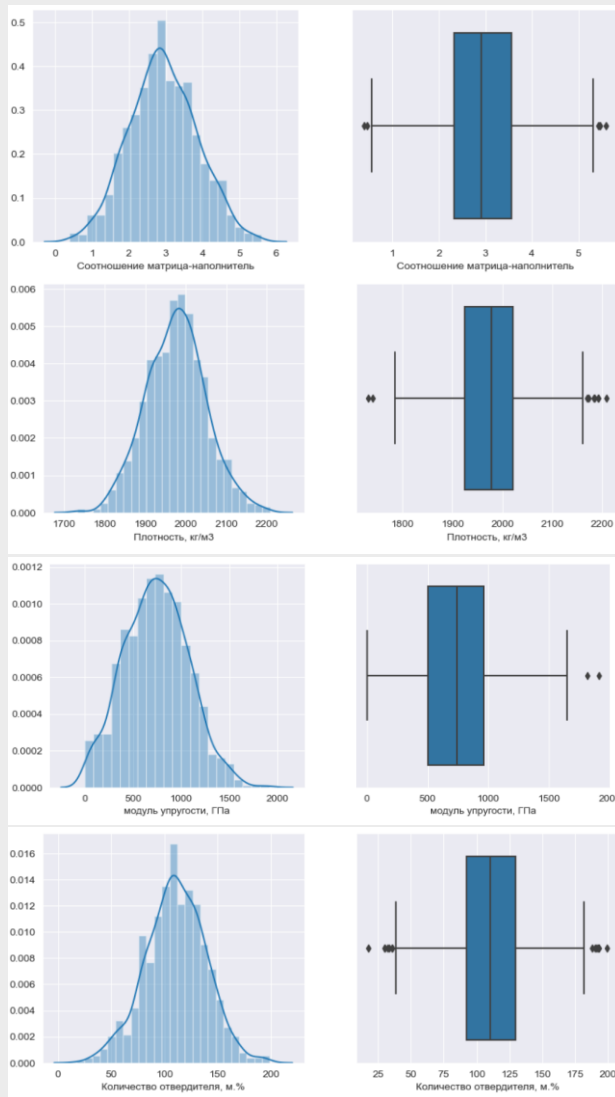 0.5
0.4
0.3
0.2
0.1
0.0
0 1 2 3 4 5 6
Соотношение матрица-наполнитель
1 2 3 4 5
Соотношение матрица-наполнитель
0.006
0.005
0.004
0.003
0.002
0.001
0.000
1700 1800 1900 2000 2100 2200
Плотность, кг/м3
1800 1900 2000 2100 2200
Плотность, кг/м3
0.0012
0.0010
0.0008
0.0006
0.0004
0.0002
0.0000
0 500 1000 1500 2000
модуль упругости, ГПа
0 500 1000 1500 200
модуль упругости, ГПа
0.016
0.014
0.012
0.010
0.008
0.006
0.004
0.002
0.000
0 50 100 150 200
Количество отвердителя, м.%
25 50 75 100 125 150 175 200
Количество отвердителя, м.%